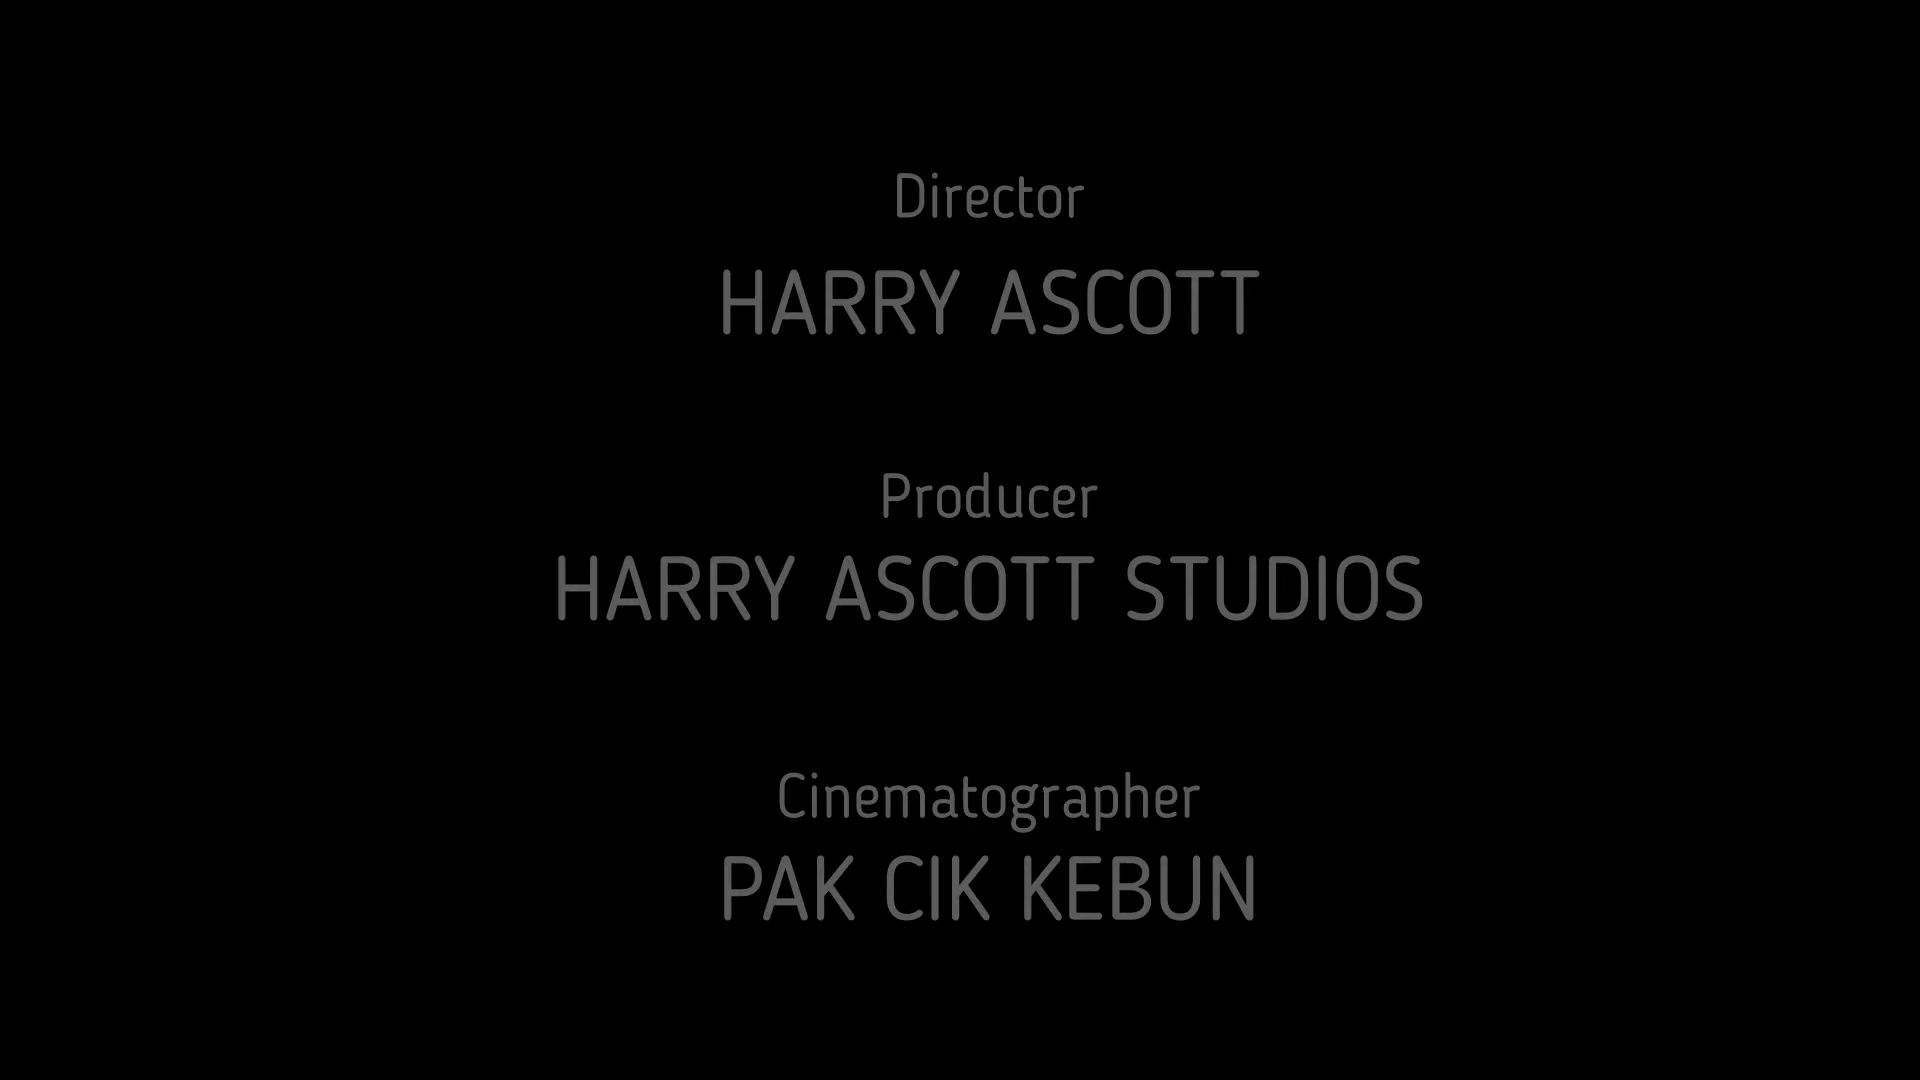 Director
HARRY ASCOTT
Producer
HARRY ASCOTT STUDIOS
Cinematographer
PAK CIK KEBUN